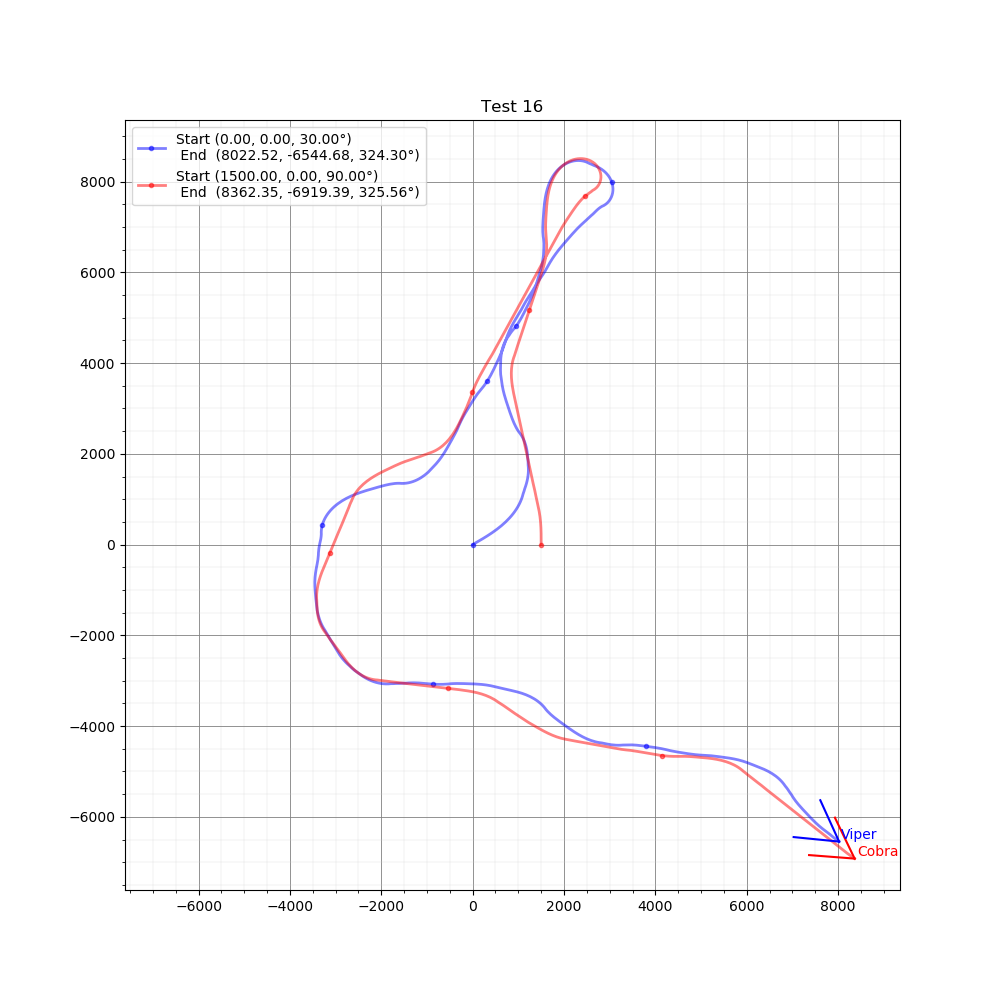 Test 16
Start (0.00, 0.00, 30.00°)
End (8022.52, -6544.68, 324.30°)
Start (1500.00, 0.00, 90.00°)
End (8362.35, -6919.39, 325.56°)
8000
6000
4000
2000
0
−2000
−4000
−6000
Viper
Cobra
−6000 −4000 −2000 0 2000 4000 6000 8000